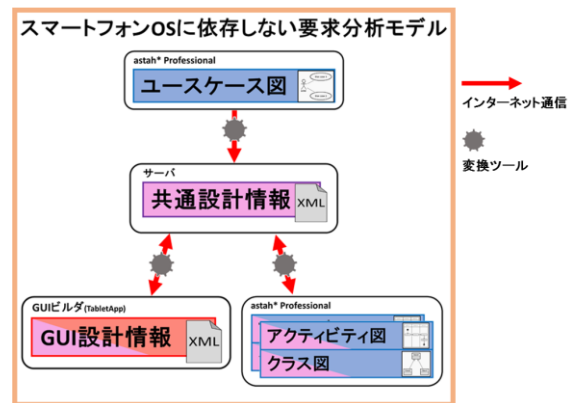 スマートフォンOSに依存しない要求分析モデル
astah* Professional
ユースケース図
インターネット通信
変換ツール
サーバ
共通設計情報
XML
GUIビルダ(TabletApp)
GUI設計情報
XML
astah* Professional
アクティビティ図
クラス図